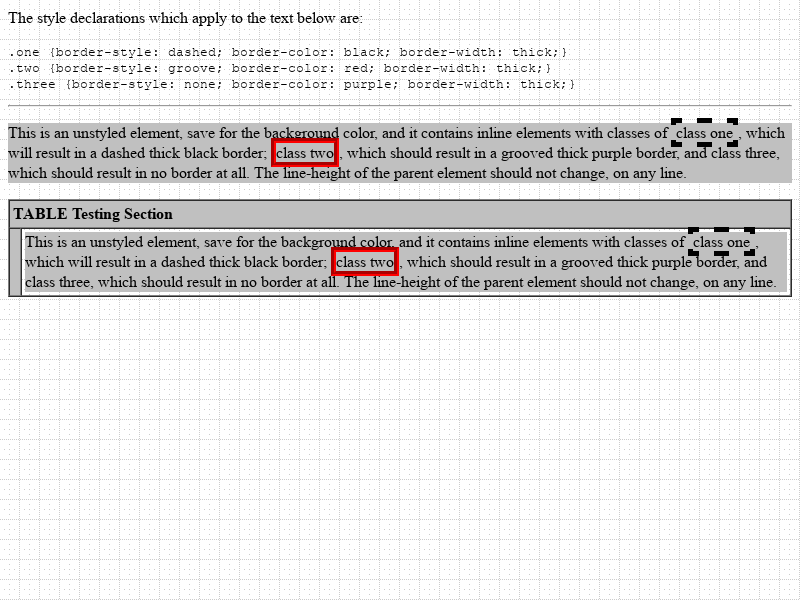 The style declarations which apply to the text below are:
.one {border-style: dashed; border-color: black; border-width: thick;}
.two {border-style: groove; border-color: red; border-width: thick;}
.three {border-style: none; border-color: purple; border-width: thick;}
This is an unstyled element, save for the background color, and it contains inline elements with classes of class one , which
will result in a dashed thick black border; class two , which should result in a grooved thick purple border, and class three,
which should result in no border at all. The line-height of the parent element should not change, on any line.
TABLE Testing Section
This is an unstyled element, save for the background color, and it contains inline elements with classes of class one ,
which will result in a dashed thick black border; class two , which should result in a grooved thick purple border, and
class three, which should result in no border at all. The line-height of the parent element should not change, on any line.